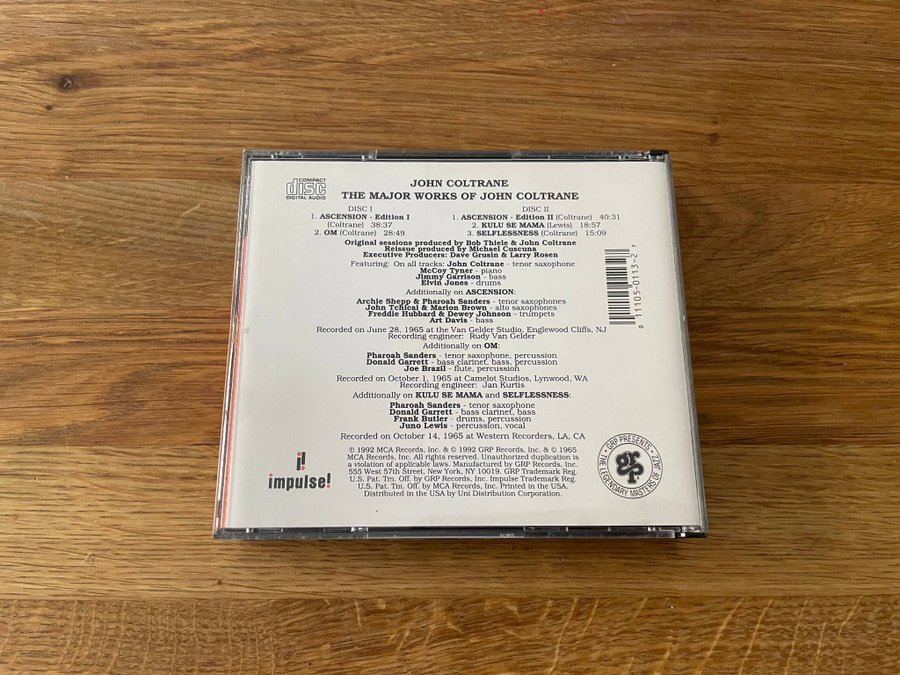 COMPACT
disc
DIGITAL AUDIO
JOHN COLTRANE
THE MAJOR WORKS OF JOHN COLTRANE
DISC I
1. ASCENSION - Edition I
(Coltrane) 38:37
2. OM (Coltrane) 28:49
DISC II
1. ASCENSION - Edition II (Coltrane) 40:31
2. KULU SE MAMA (Lewis) 18:57
3. SELFLESSNESS (Coltrane) 15:09
Original sessions produced by Bob Thiele & John Coltrane
Reissue produced by Michael Cuscuna
Executive Producers: Dave Grusin & Larry Rosen
Featuring: On all tracks: John Coltrane - tenor saxophone
McCoy Tyner - piano
Jimmy Garrison - bass
Elvin Jones - drums
Additionally on ASCENSION:
Archie Shepp & Pharoah Sanders - tenor saxophones
John Tchicai & Marion Brown - alto saxophones
Freddie Hubbard & Dewey Johnson - trumpets
Art Davis - bass
Recorded on June 28, 1965 at the Van Gelder Studio, Englewood Cliffs, NJ
Recording engineer: Rudy Van Gelder
Additionally on OM:
Pharoah Sanders - tenor saxophone, percussion
Donald Garrett - bass clarinet, bass, percussion
Joe Brazil - flute, percussion
Recorded on October 1, 1965 at Camelot Studios, Lynwood, WA
Recording engineer: Jan Kurtis
Additionally on KULU SE MAMA and SELFLESSNESS:
Pharoah Sanders - tenor saxophone
Donald Garrett - bass clarinet, bass
Frank Butler - drums, percussion
Juno Lewis - percussion, vocal
Recorded on October 14, 1965 at Western Recorders, LA, CA
℗ 1992 MCA Records, Inc. & © 1992 GRP Records, Inc. & © 1965
MCA Records, Inc. All rights reserved. Unauthorized duplication is
a violation of applicable laws. Manufactured by GRP Records, Inc.
555 West 57th Street, New York, NY 10019. GRP Trademark Reg.
U.S. Pat. Tm. Off. by GRP Records, Inc. Impulse Trademark Reg.
U.S. Pat. Tm. Off. by MCA Records, Inc. Printed in the USA.
Distributed in the USA by Uni Distribution Corporation.
i!
impulse!
0 11105-0113-2 7
GRP PRESENTS
THE LEGENDARY MASTERS OF JAZZ
grp